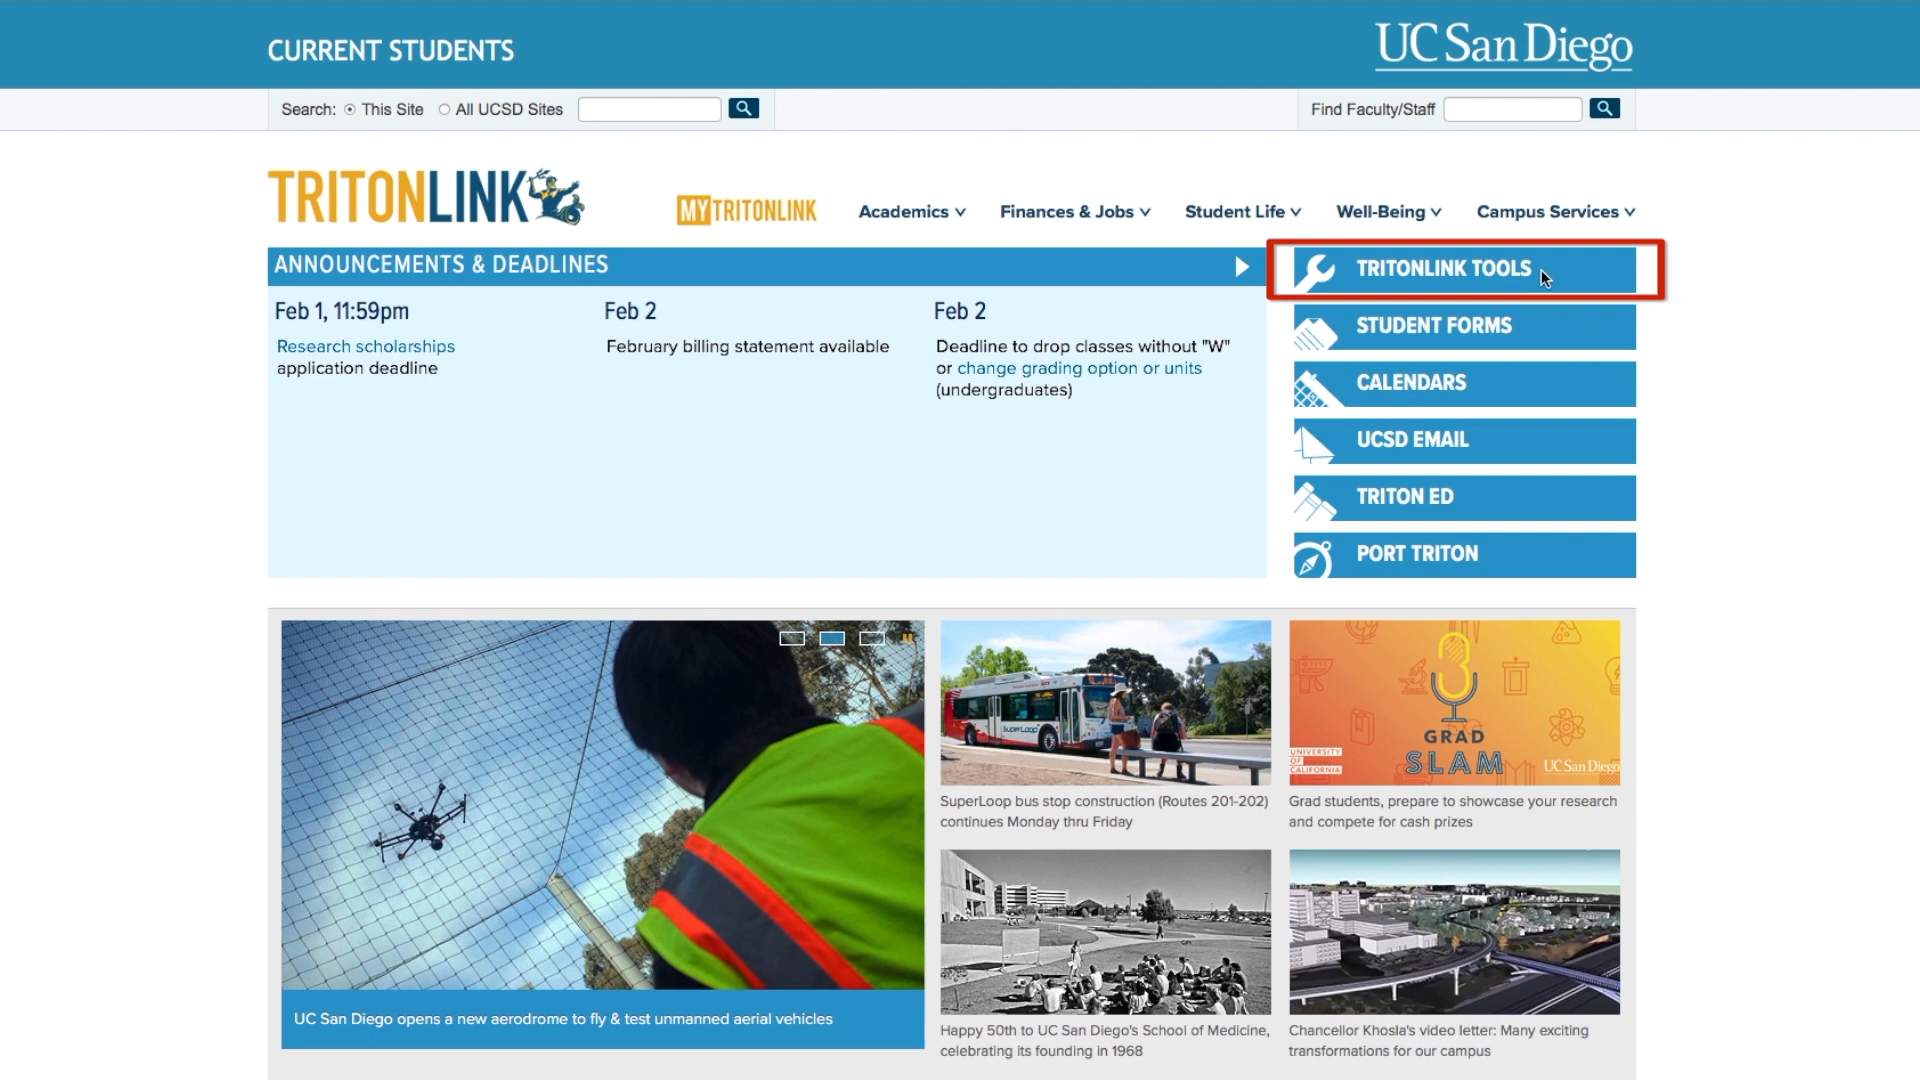 CURRENT STUDENTS
UC San Diego
Search: This Site All UCSD Sites
Find Faculty/Staff
TRITONLINK
MYTRITONLINK
Academics
Finances & Jobs
Student Life
Well-Being
Campus Services
ANNOUNCEMENTS & DEADLINES
Feb 1, 11:59pm
Research scholarships
application deadline
Feb 2
February billing statement available
Feb 2
Deadline to drop classes without "W"
or change grading option or units
(undergraduates)
TRITONLINK TOOLS
STUDENT FORMS
CALENDARS
UCSD EMAIL
TRITON ED
PORT TRITON
UC San Diego opens a new aerodrome to fly & test unmanned aerial vehicles
SuperLoop
SuperLoop bus stop construction (Routes 201-202)
continues Monday thru Friday
GRAD
SLAM
UNIVERSITY
OF
CALIFORNIA
UC San Diego
Grad students, prepare to showcase your research
and compete for cash prizes
Happy 50th to UC San Diego's School of Medicine,
celebrating its founding in 1968
Chancellor Khosla's video letter: Many exciting
transformations for our campus